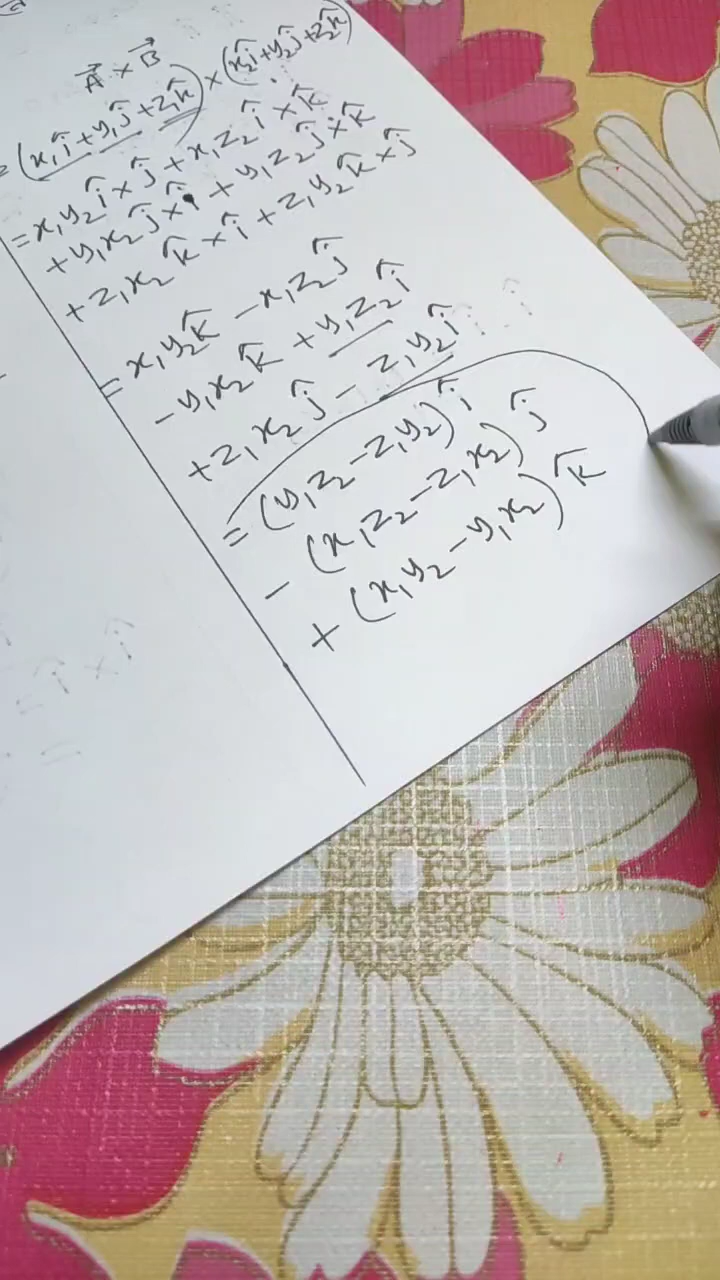 A⃗ × B⃗
= (x₁î + y₁ĵ + z₁k̂) × (x₂î + y₂ĵ + z₂k̂)
= x₁y₂ î × ĵ + x₁z₂ î × k̂
+ y₁x₂ ĵ × î + y₁z₂ ĵ × k̂
+ z₁x₂ k̂ × î + z₁y₂ k̂ × ĵ
= x₁y₂k̂ − x₁z₂ĵ
− y₁x₂k̂ + y₁z₂î
+ z₁x₂ĵ − z₁y₂î
= (y₁z₂ − z₁y₂)î
− (x₁z₂ − z₁x₂)ĵ
+ (x₁y₂ − y₁x₂)k̂